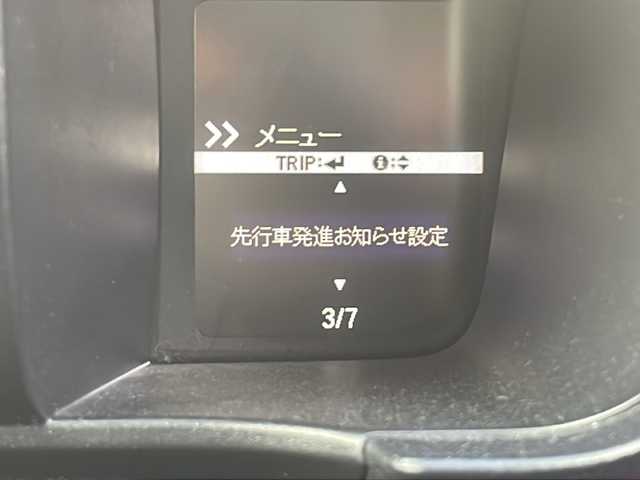 メニュー
TRIP:↵ ℹ:◆
▲
先行車発進お知らせ設定
▼
3/7